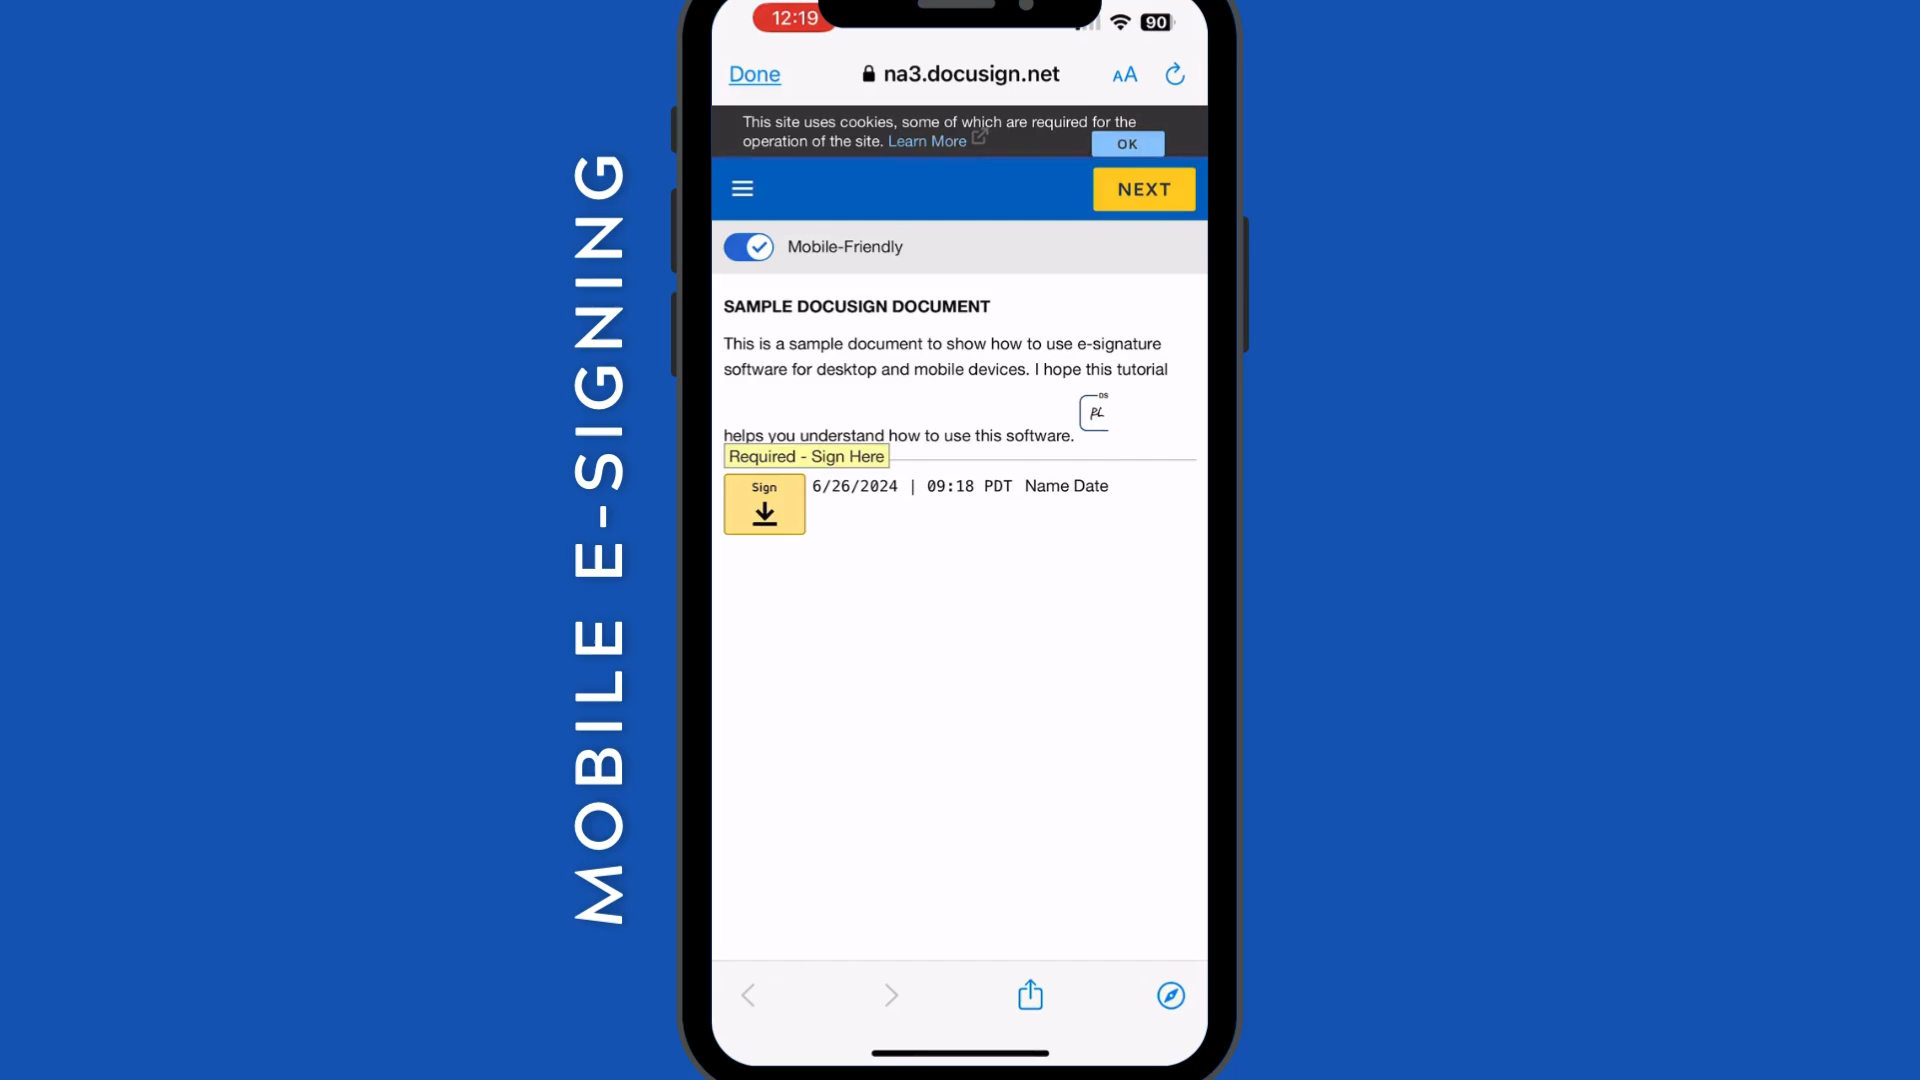 MOBILE E-SIGNING
12:19
90
Done
na3.docusign.net
AA
This site uses cookies, some of which are required for the
operation of the site. Learn More
OK
NEXT
Mobile-Friendly
SAMPLE DOCUSIGN DOCUMENT
This is a sample document to show how to use e-signature
software for desktop and mobile devices. I hope this tutorial
DS
RL
helps you understand how to use this software.
Required - Sign Here
Sign
6/26/2024 | 09:18 PDT Name Date